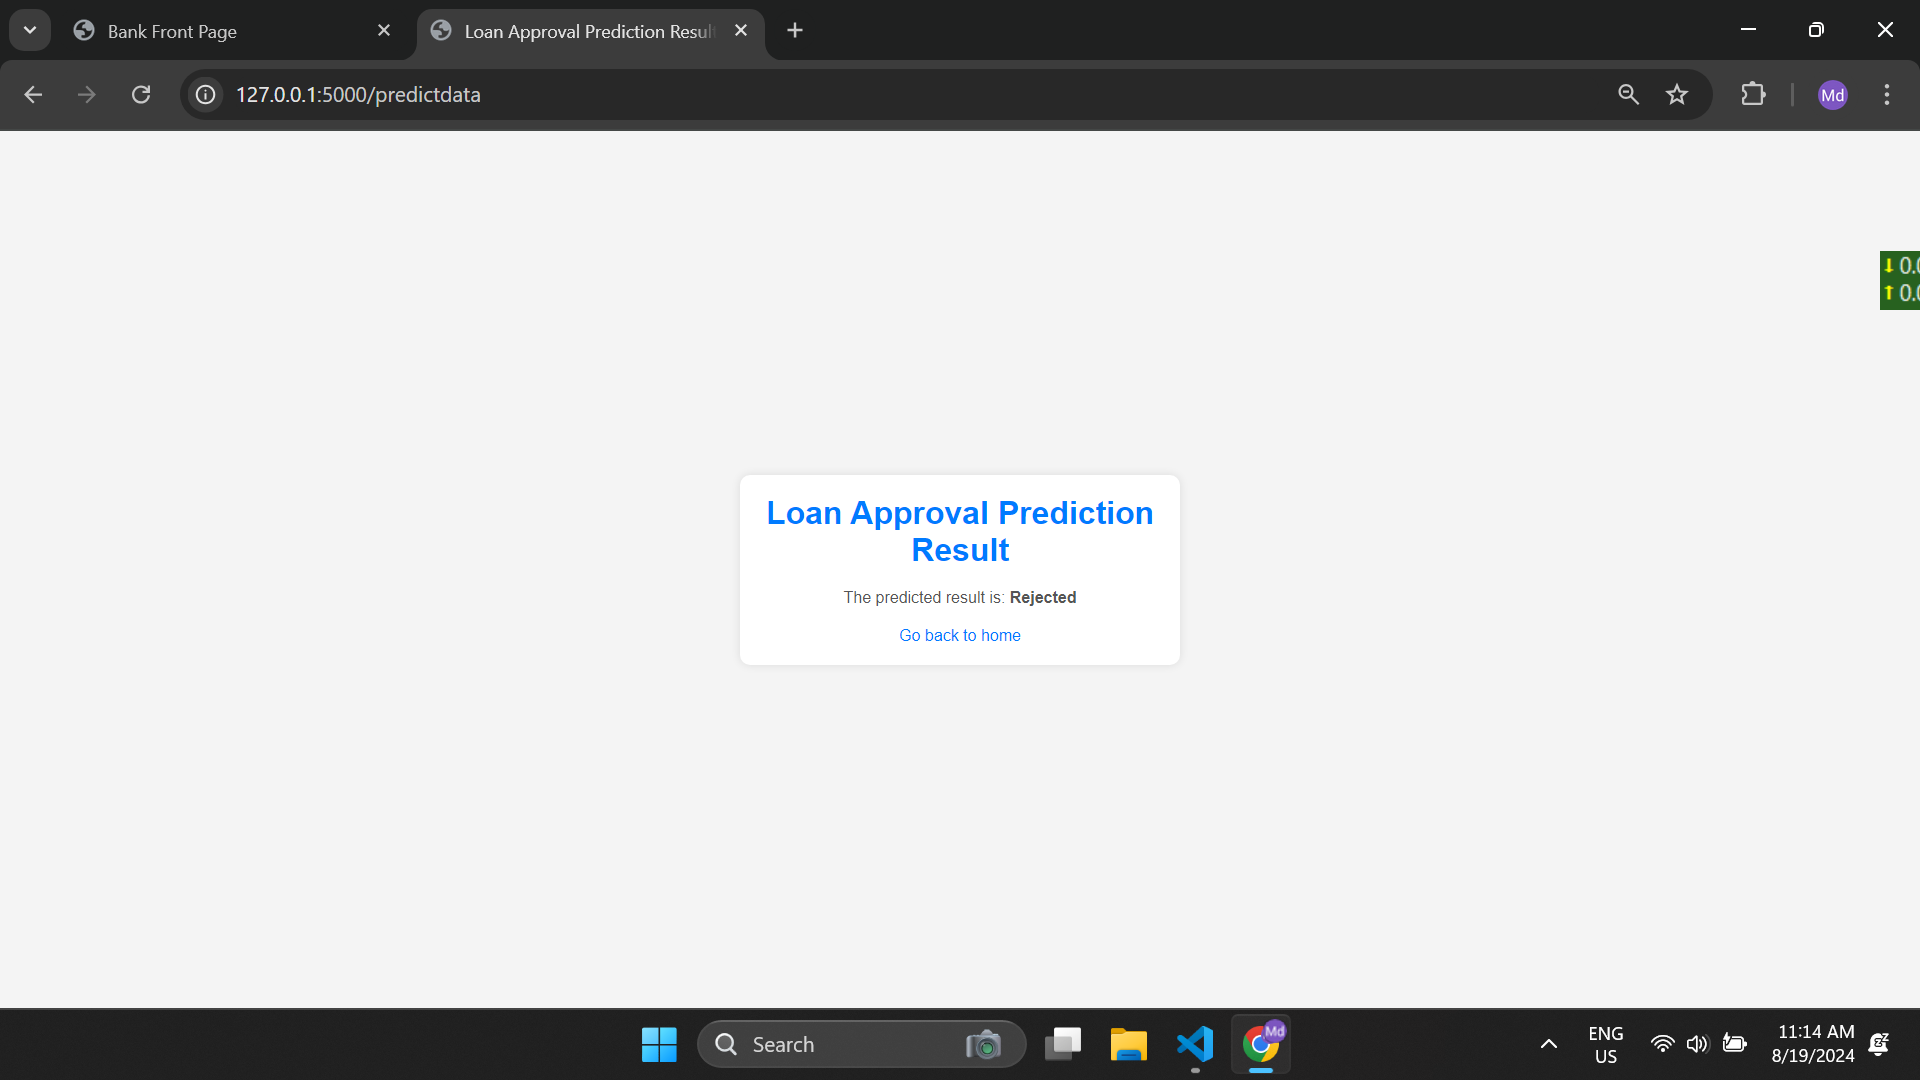 Bank Front Page
Loan Approval Prediction Resul
127.0.0.1:5000/predictdata
Md
0.0
0.0
Loan Approval Prediction
Result
The predicted result is: Rejected
Go back to home
Search
Md
ENG
US
11:14 AM
8/19/2024